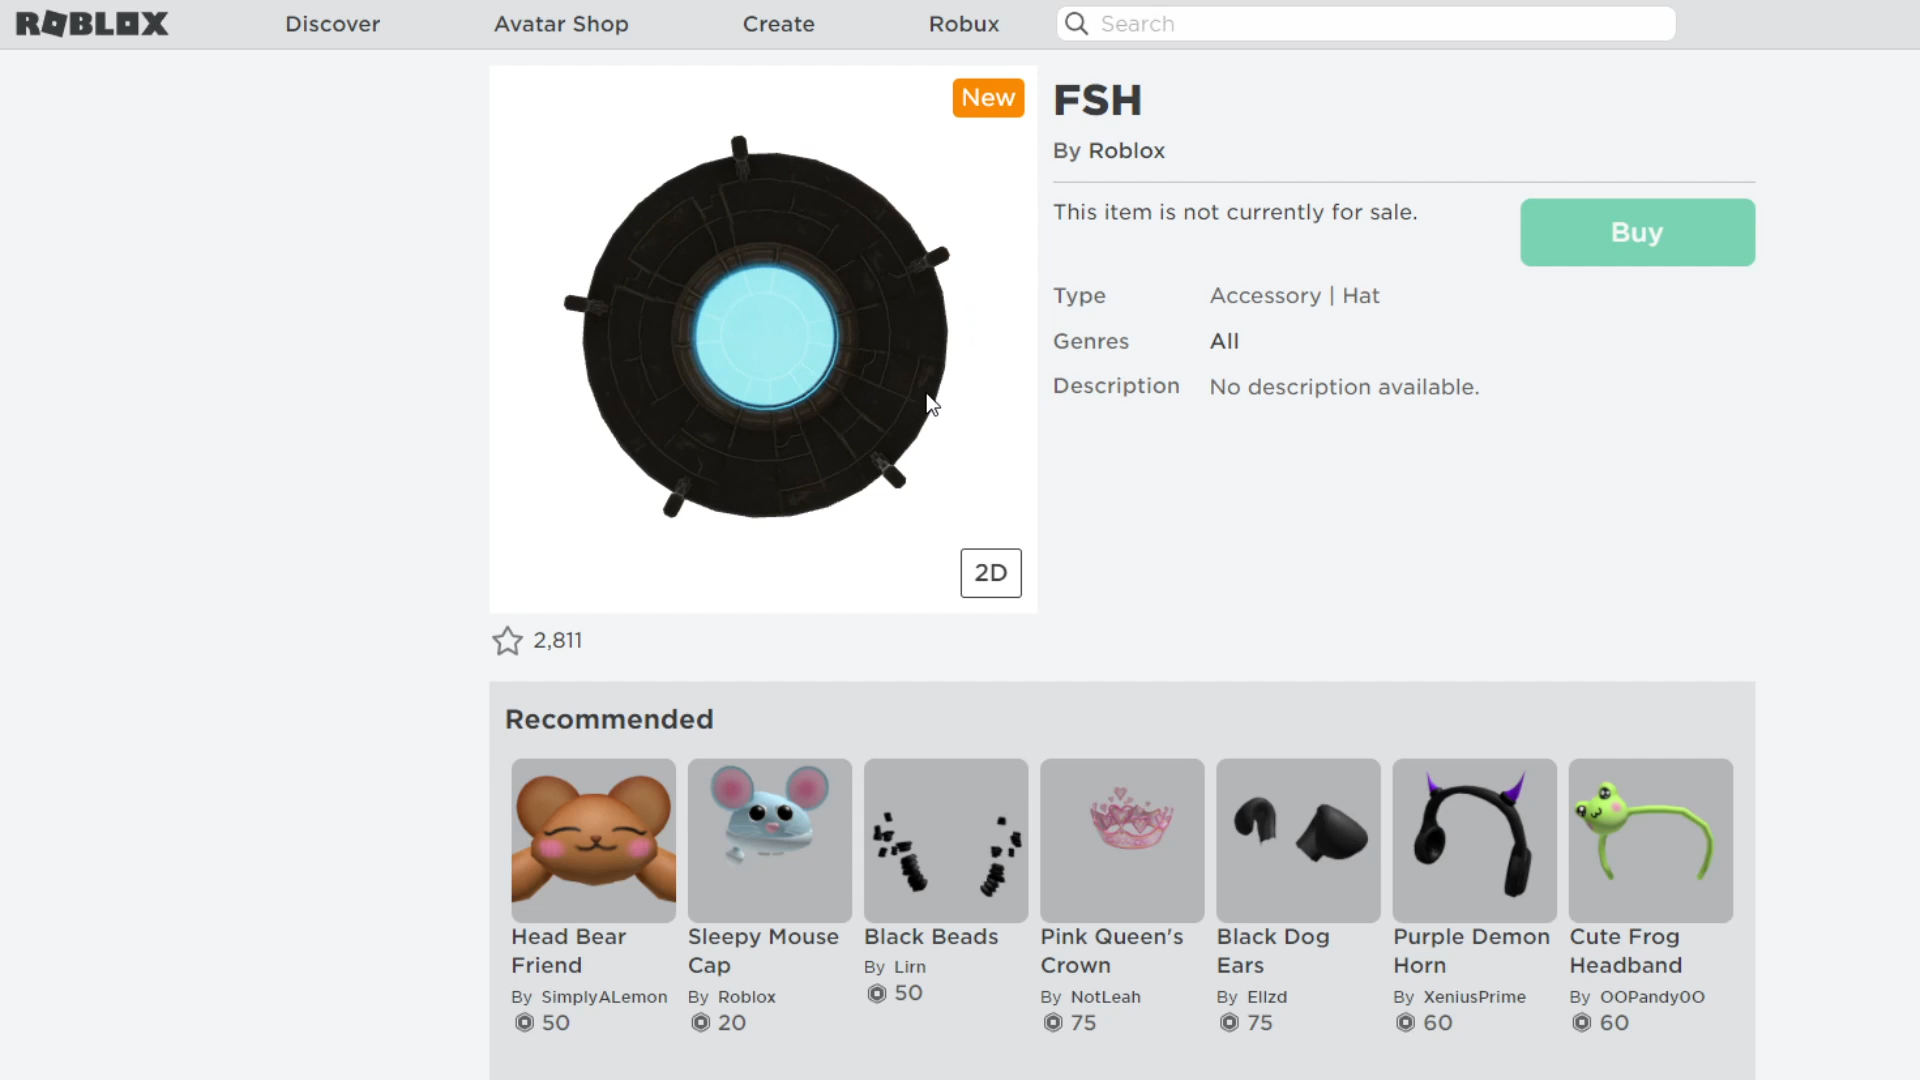 ROBLOX
Discover
Avatar Shop
Create
Robux
Search
New
FSH
By Roblox
This item is not currently for sale.
Buy
Type
Accessory | Hat
Genres
All
Description
No description available.
2D
2,811
Recommended
Head Bear
Friend
By SimplyALemon
50
Sleepy Mouse
Cap
By Roblox
20
Black Beads
By Lirn
50
Pink Queen's
Crown
By NotLeah
75
Black Dog
Ears
By Ellzd
75
Purple Demon
Horn
By XeniusPrime
60
Cute Frog
Headband
By OOPandyOO
60